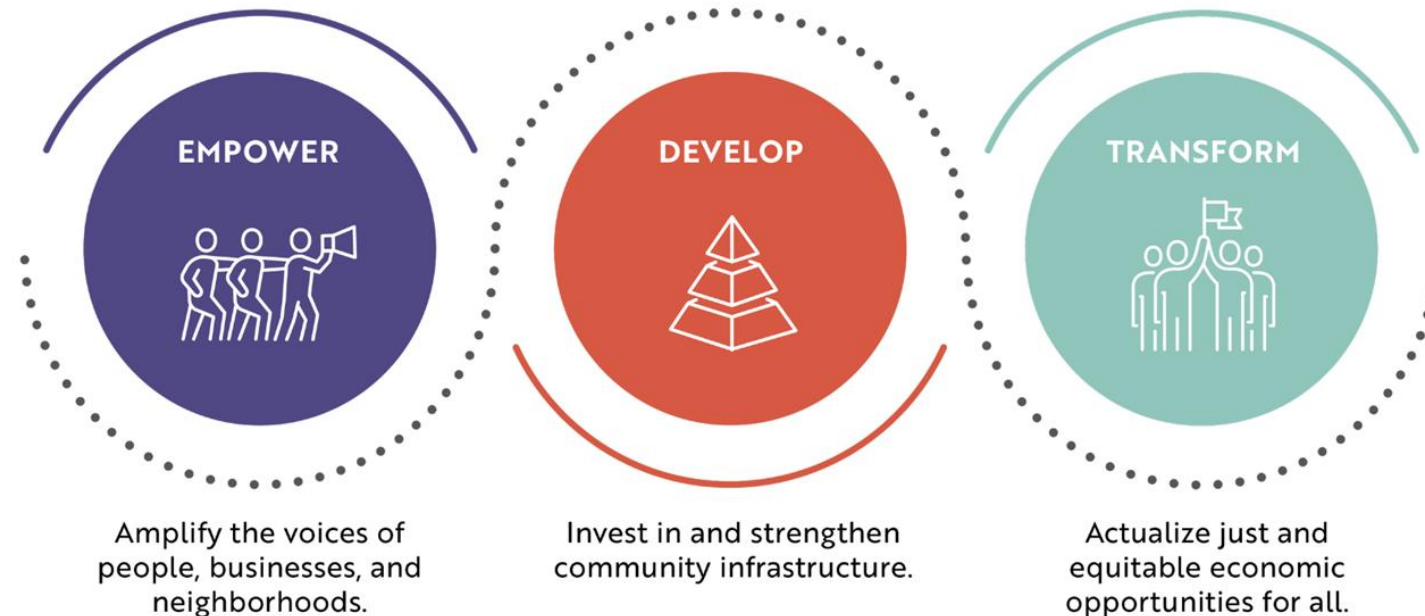 EMPOWER
Amplify the voices of
people, businesses, and
neighborhoods.
DEVELOP
Invest in and strengthen
community infrastructure.
TRANSFORM
Actualize just and
equitable economic
opportunities for all.